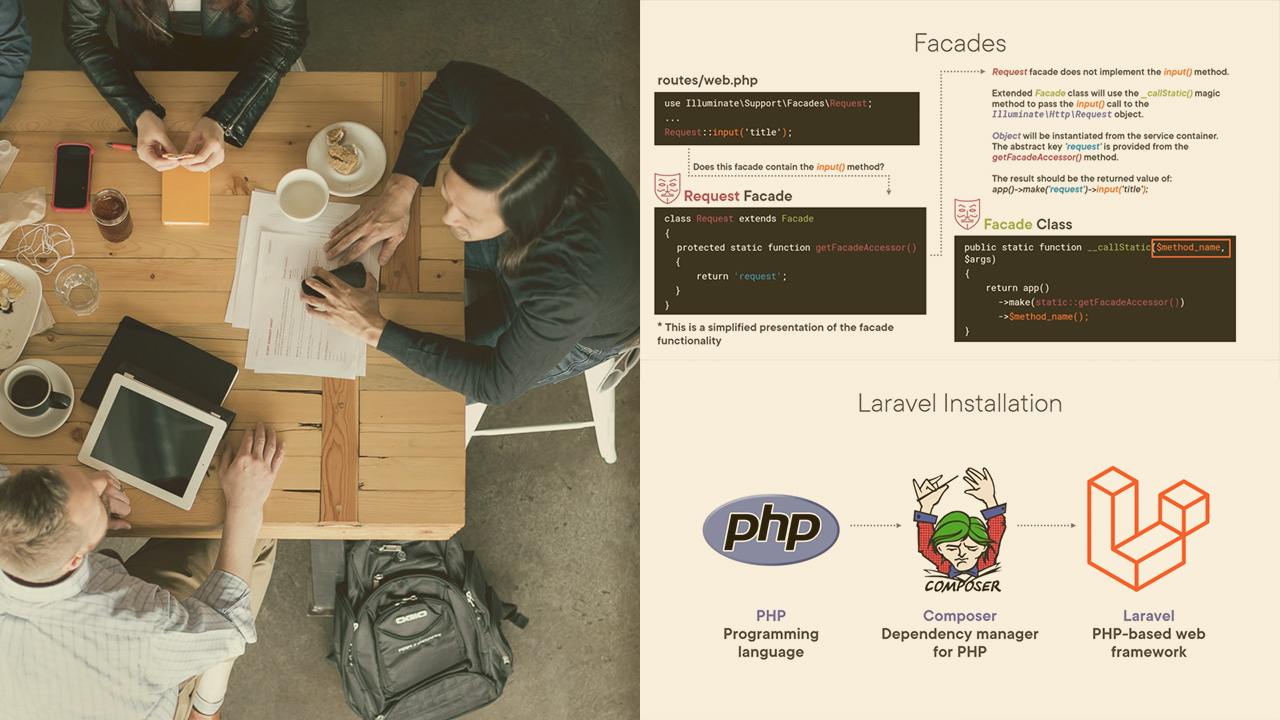 Facades
routes/web.php
use Illuminate\Support\Facades\Request;
...
Request::input('title');
Does this facade contain the input() method?
Request Facade
class Request extends Facade
{
protected static function getFacadeAccessor()
{
return 'request';
}
}
* This is a simplified presentation of the facade
functionality
Request facade does not implement the input() method.
Extended Facade class will use the _callStatic() magic
method to pass the input() call to the
Illuminate\Http\Request object.
Object will be instantiated from the service container.
The abstract key 'request' is provided from the
getFacadeAccessor() method.
The result should be the returned value of:
app()->make('request')->input('title');
Facade Class
public static function __callStatic($method_name,
$args)
{
return app()
->make(static::getFacadeAccessor())
->$method_name();
}
Laravel Installation
php
COMPOSER
PHP
Programming
language
Composer
Dependency manager
for PHP
Laravel
PHP-based web
framework
OGIO